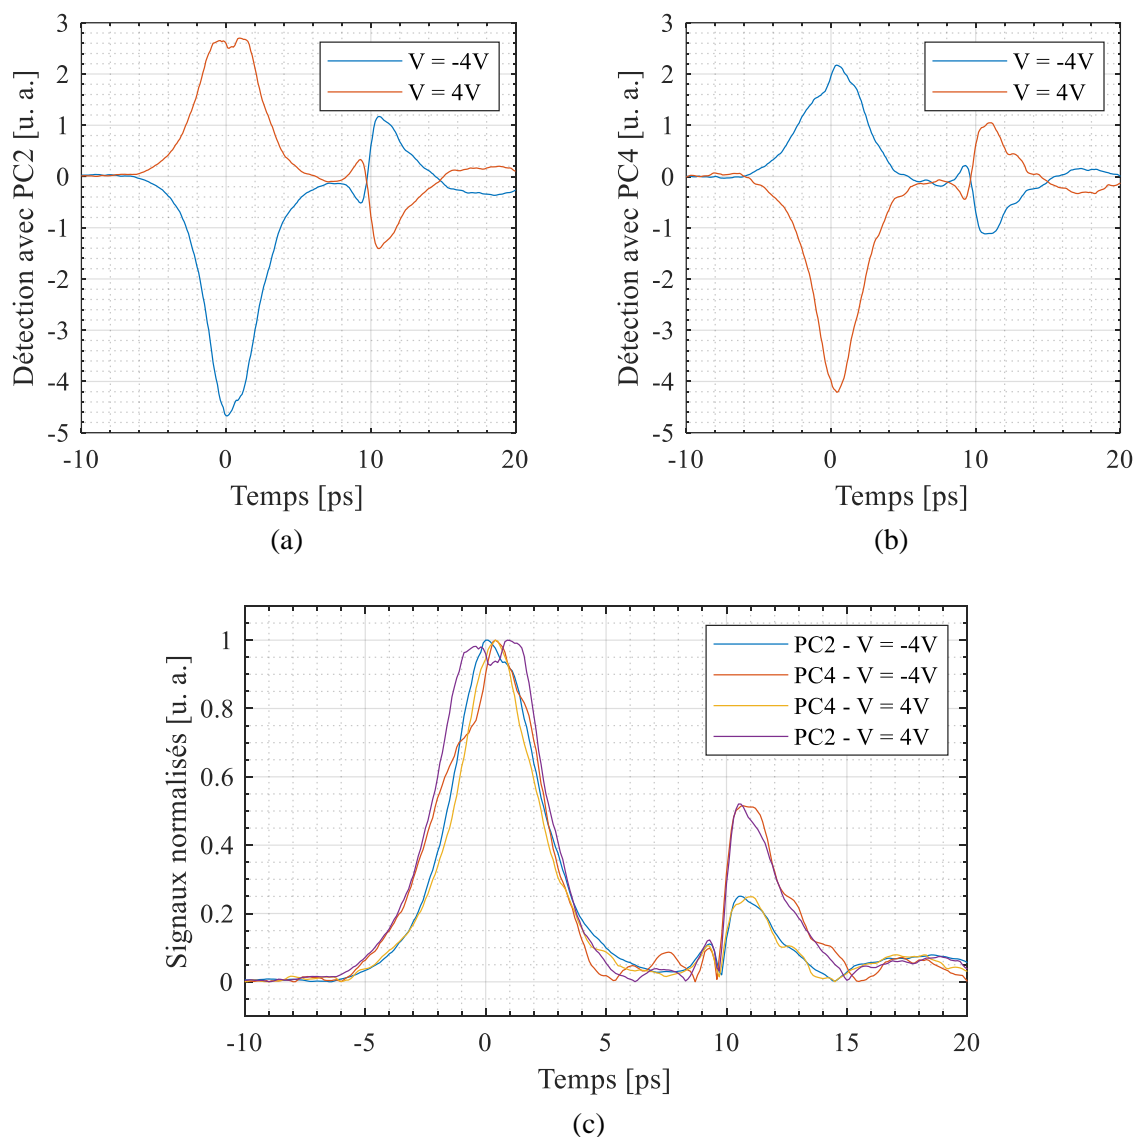 3
2
1
0
-1
-2
-3
-4
-5
-10
0
10
20
Détection avec PC2 [u. a.]
Temps [ps]
V = -4V
V = 4V
(a)
3
2
1
0
-1
-2
-3
-4
-5
-10
0
10
20
Détection avec PC4 [u. a.]
Temps [ps]
V = -4V
V = 4V
(b)
1
0.8
0.6
0.4
0.2
0
-10
-5
0
5
10
15
20
Signaux normalisés [u. a.]
Temps [ps]
PC2 - V = -4V
PC4 - V = -4V
PC4 - V = 4V
PC2 - V = 4V
(c)